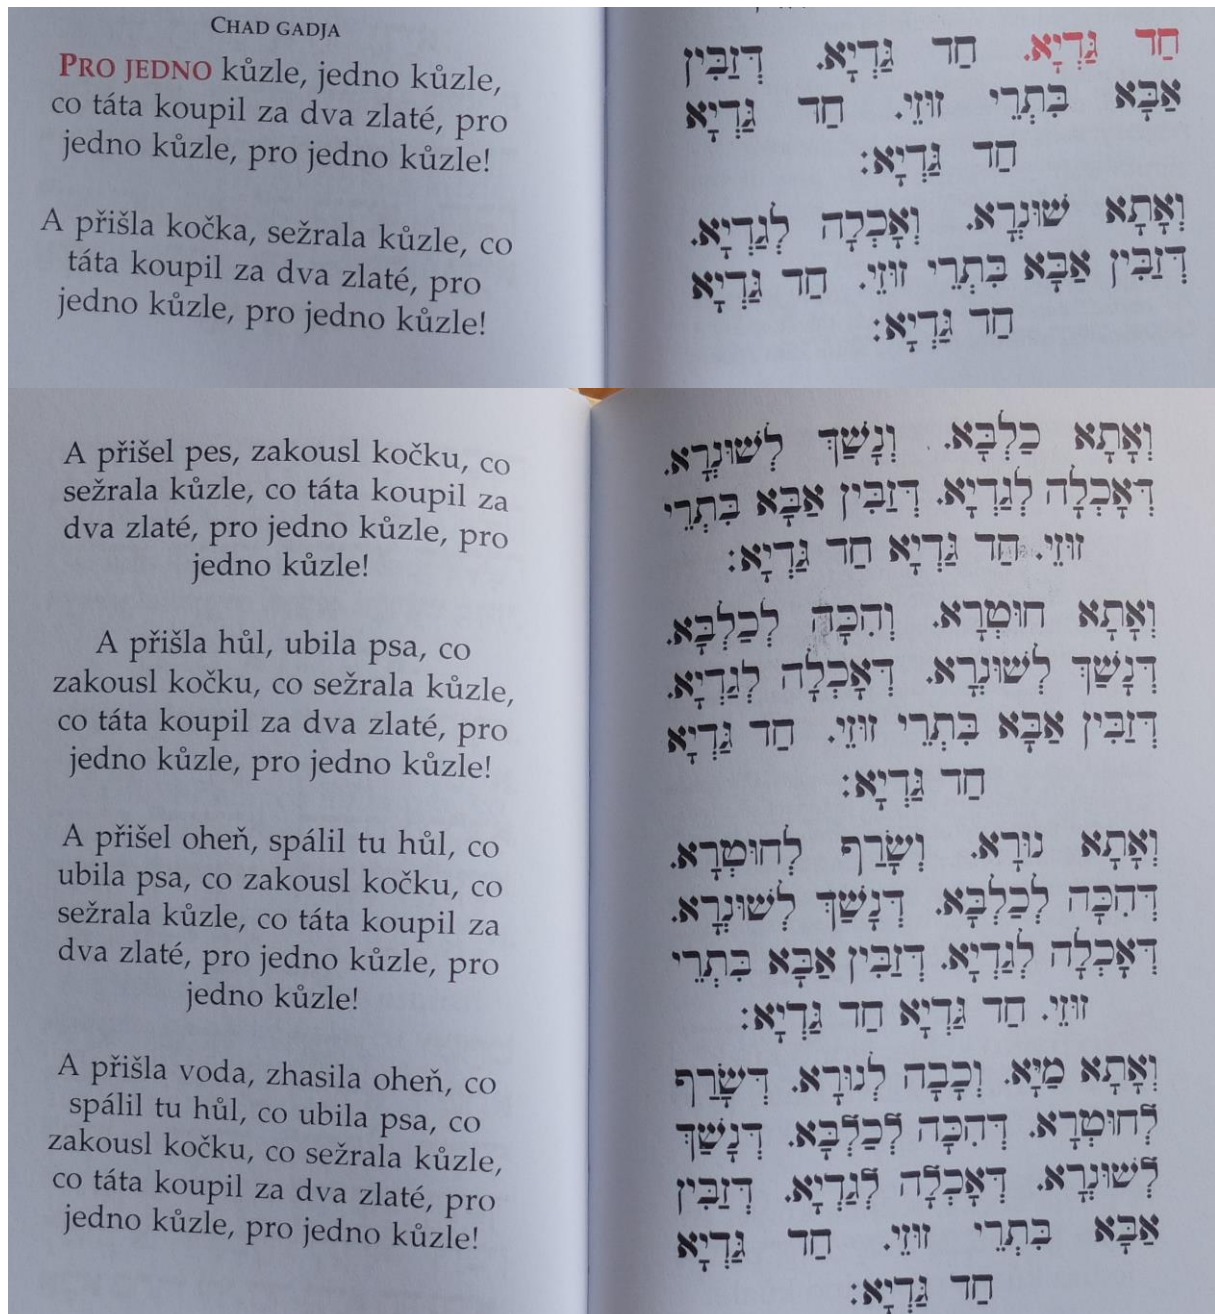 CHAD GADJA
PRO JEDNO kůzle, jedno kůzle,
co táta koupil za dva zlaté, pro
jedno kůzle, pro jedno kůzle!
A přišla kočka, sežrala kůzle, co
táta koupil za dva zlaté, pro
jedno kůzle, pro jedno kůzle!
חַד גַּדְיָא. חַד גַּדְיָא. דְּזַבִּין
אַבָּא בִּתְרֵי זוּזֵי. חַד גַּדְיָא
חַד גַּדְיָא:
וְאָתָא שׁוּנְרָא. וְאָכְלָה לְגַדְיָא.
דְּזַבִּין אַבָּא בִּתְרֵי זוּזֵי. חַד גַּדְיָא
חַד גַּדְיָא:
A přišel pes, zakousl kočku, co
sežrala kůzle, co táta koupil za
dva zlaté, pro jedno kůzle, pro
jedno kůzle!
A přišla hůl, ubila psa, co
zakousl kočku, co sežrala kůzle,
co táta koupil za dva zlaté, pro
jedno kůzle, pro jedno kůzle!
A přišel oheň, spálil tu hůl, co
ubila psa, co zakousl kočku, co
sežrala kůzle, co táta koupil za
dva zlaté, pro jedno kůzle, pro
jedno kůzle!
A přišla voda, zhasila oheň, co
spálil tu hůl, co ubila psa, co
zakousl kočku, co sežrala kůzle,
co táta koupil za dva zlaté, pro
jedno kůzle, pro jedno kůzle!
וְאָתָא כַלְבָּא. וְנָשַׁךְ לְשׁוּנְרָא.
דְּאָכְלָה לְגַדְיָא. דְּזַבִּין אַבָּא בִּתְרֵי
זוּזֵי. חַד גַּדְיָא חַד גַּדְיָא:
וְאָתָא חוּטְרָא. וְהִכָּה לְכַלְבָּא.
דְּנָשַׁךְ לְשׁוּנְרָא. דְּאָכְלָה לְגַדְיָא.
דְּזַבִּין אַבָּא בִּתְרֵי זוּזֵי. חַד גַּדְיָא
חַד גַּדְיָא:
וְאָתָא נוּרָא. וְשָׂרַף לְחוּטְרָא.
דְּהִכָּה לְכַלְבָּא. דְּנָשַׁךְ לְשׁוּנְרָא.
דְּאָכְלָה לְגַדְיָא. דְּזַבִּין אַבָּא בִּתְרֵי
זוּזֵי. חַד גַּדְיָא חַד גַּדְיָא:
וְאָתָא מַיָּא. וְכָבָה לְנוּרָא. דְּשָׂרַף
לְחוּטְרָא. דְּהִכָּה לְכַלְבָּא. דְּנָשַׁךְ
לְשׁוּנְרָא. דְּאָכְלָה לְגַדְיָא. דְּזַבִּין
אַבָּא בִּתְרֵי זוּזֵי. חַד גַּדְיָא
חַד גַּדְיָא: